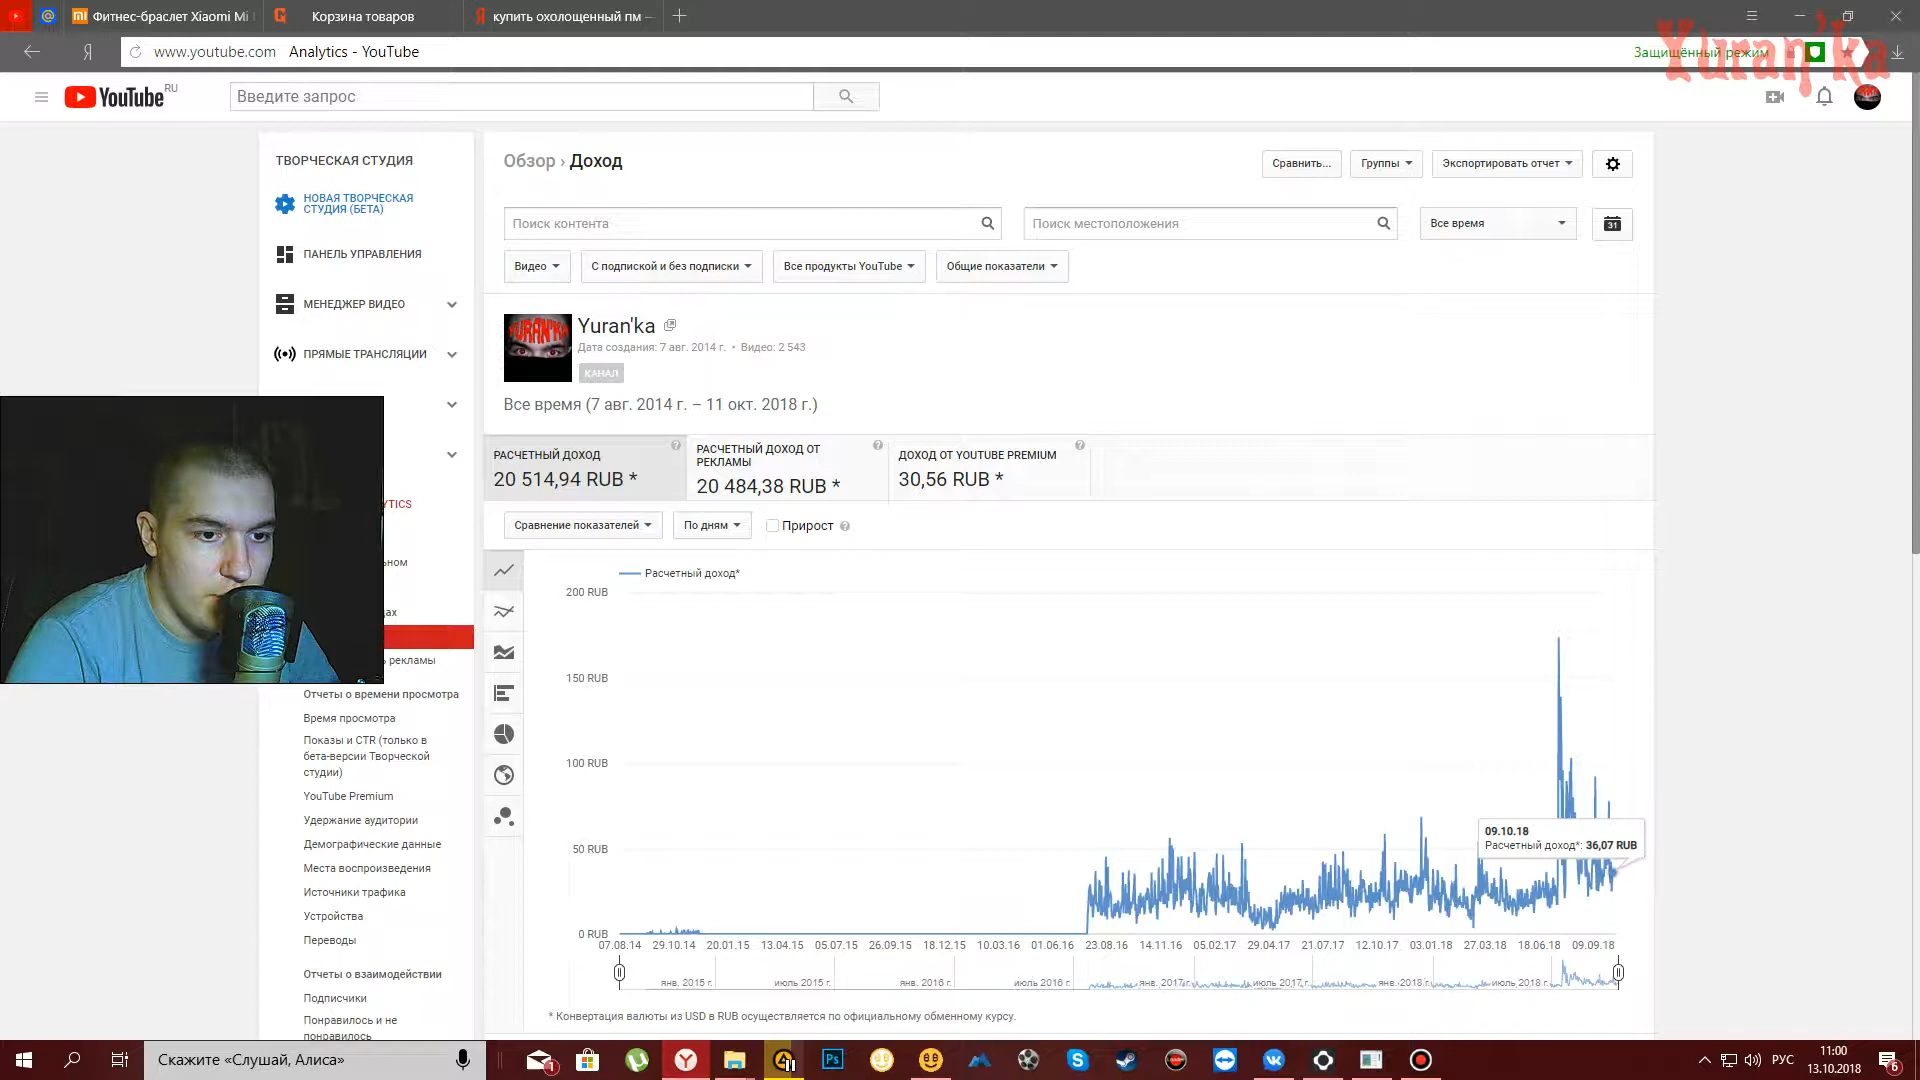 Фитнес-браслет Xiaomi Mi
Корзина товаров
купить охолощенный пм —
Yuran'ka
www.youtube.com Analytics - YouTube
Защищённый режим
YouTube RU
Введите запрос
ТВОРЧЕСКАЯ СТУДИЯ
НОВАЯ ТВОРЧЕСКАЯ
СТУДИЯ (БЕТА)
ПАНЕЛЬ УПРАВЛЕНИЯ
МЕНЕДЖЕР ВИДЕО
ПРЯМЫЕ ТРАНСЛЯЦИИ
YTICS
льном
ах
рекламы
Отчеты о времени просмотра
Время просмотра
Показы и CTR (только в
бета-версии Творческой
студии)
YouTube Premium
Удержание аудитории
Демографические данные
Места воспроизведения
Источники трафика
Устройства
Переводы
Отчеты о взаимодействии
Подписчики
Понравилось и не
понравилось
Обзор › Доход
Сравнить...
Группы
Экспортировать отчет
Поиск контента
Поиск местоположения
Все время
31
Видео
С подпиской и без подписки
Все продукты YouTube
Общие показатели
YURAN'KA
Yuran'ka
Дата создания: 7 авг. 2014 г. • Видео: 2 543
КАНАЛ
Все время (7 авг. 2014 г. – 11 окт. 2018 г.)
РАСЧЕТНЫЙ ДОХОД
20 514,94 RUB *
РАСЧЕТНЫЙ ДОХОД ОТ
РЕКЛАМЫ
20 484,38 RUB *
ДОХОД ОТ YOUTUBE PREMIUM
30,56 RUB *
Сравнение показателей
По дням
Прирост
Расчетный доход*
200 RUB
150 RUB
100 RUB
50 RUB
0 RUB
09.10.18
Расчетный доход*: 36,07 RUB
07.08.14 29.10.14 20.01.15 13.04.15 05.07.15 26.09.15 18.12.15 10.03.16 01.06.16 23.08.16 14.11.16 05.02.17 29.04.17 21.07.17 12.10.17 03.01.18 27.03.18 18.06.18 09.09.18
янв. 2015 г. июль 2015 г. янв. 2016 г. июль 2016 г. янв. 2017 г. июль 2017 г. янв. 2018 г. июль 2018 г.
* Конвертация валюты из USD в RUB осуществляется по официальному обменному курсу.
Скажите «Слушай, Алиса»
1
Ps
РУС
11:00
13.10.2018
6